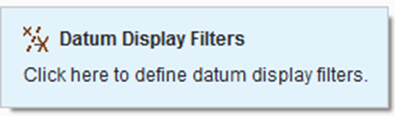 Datum Display Filters
Click here to define datum display filters.